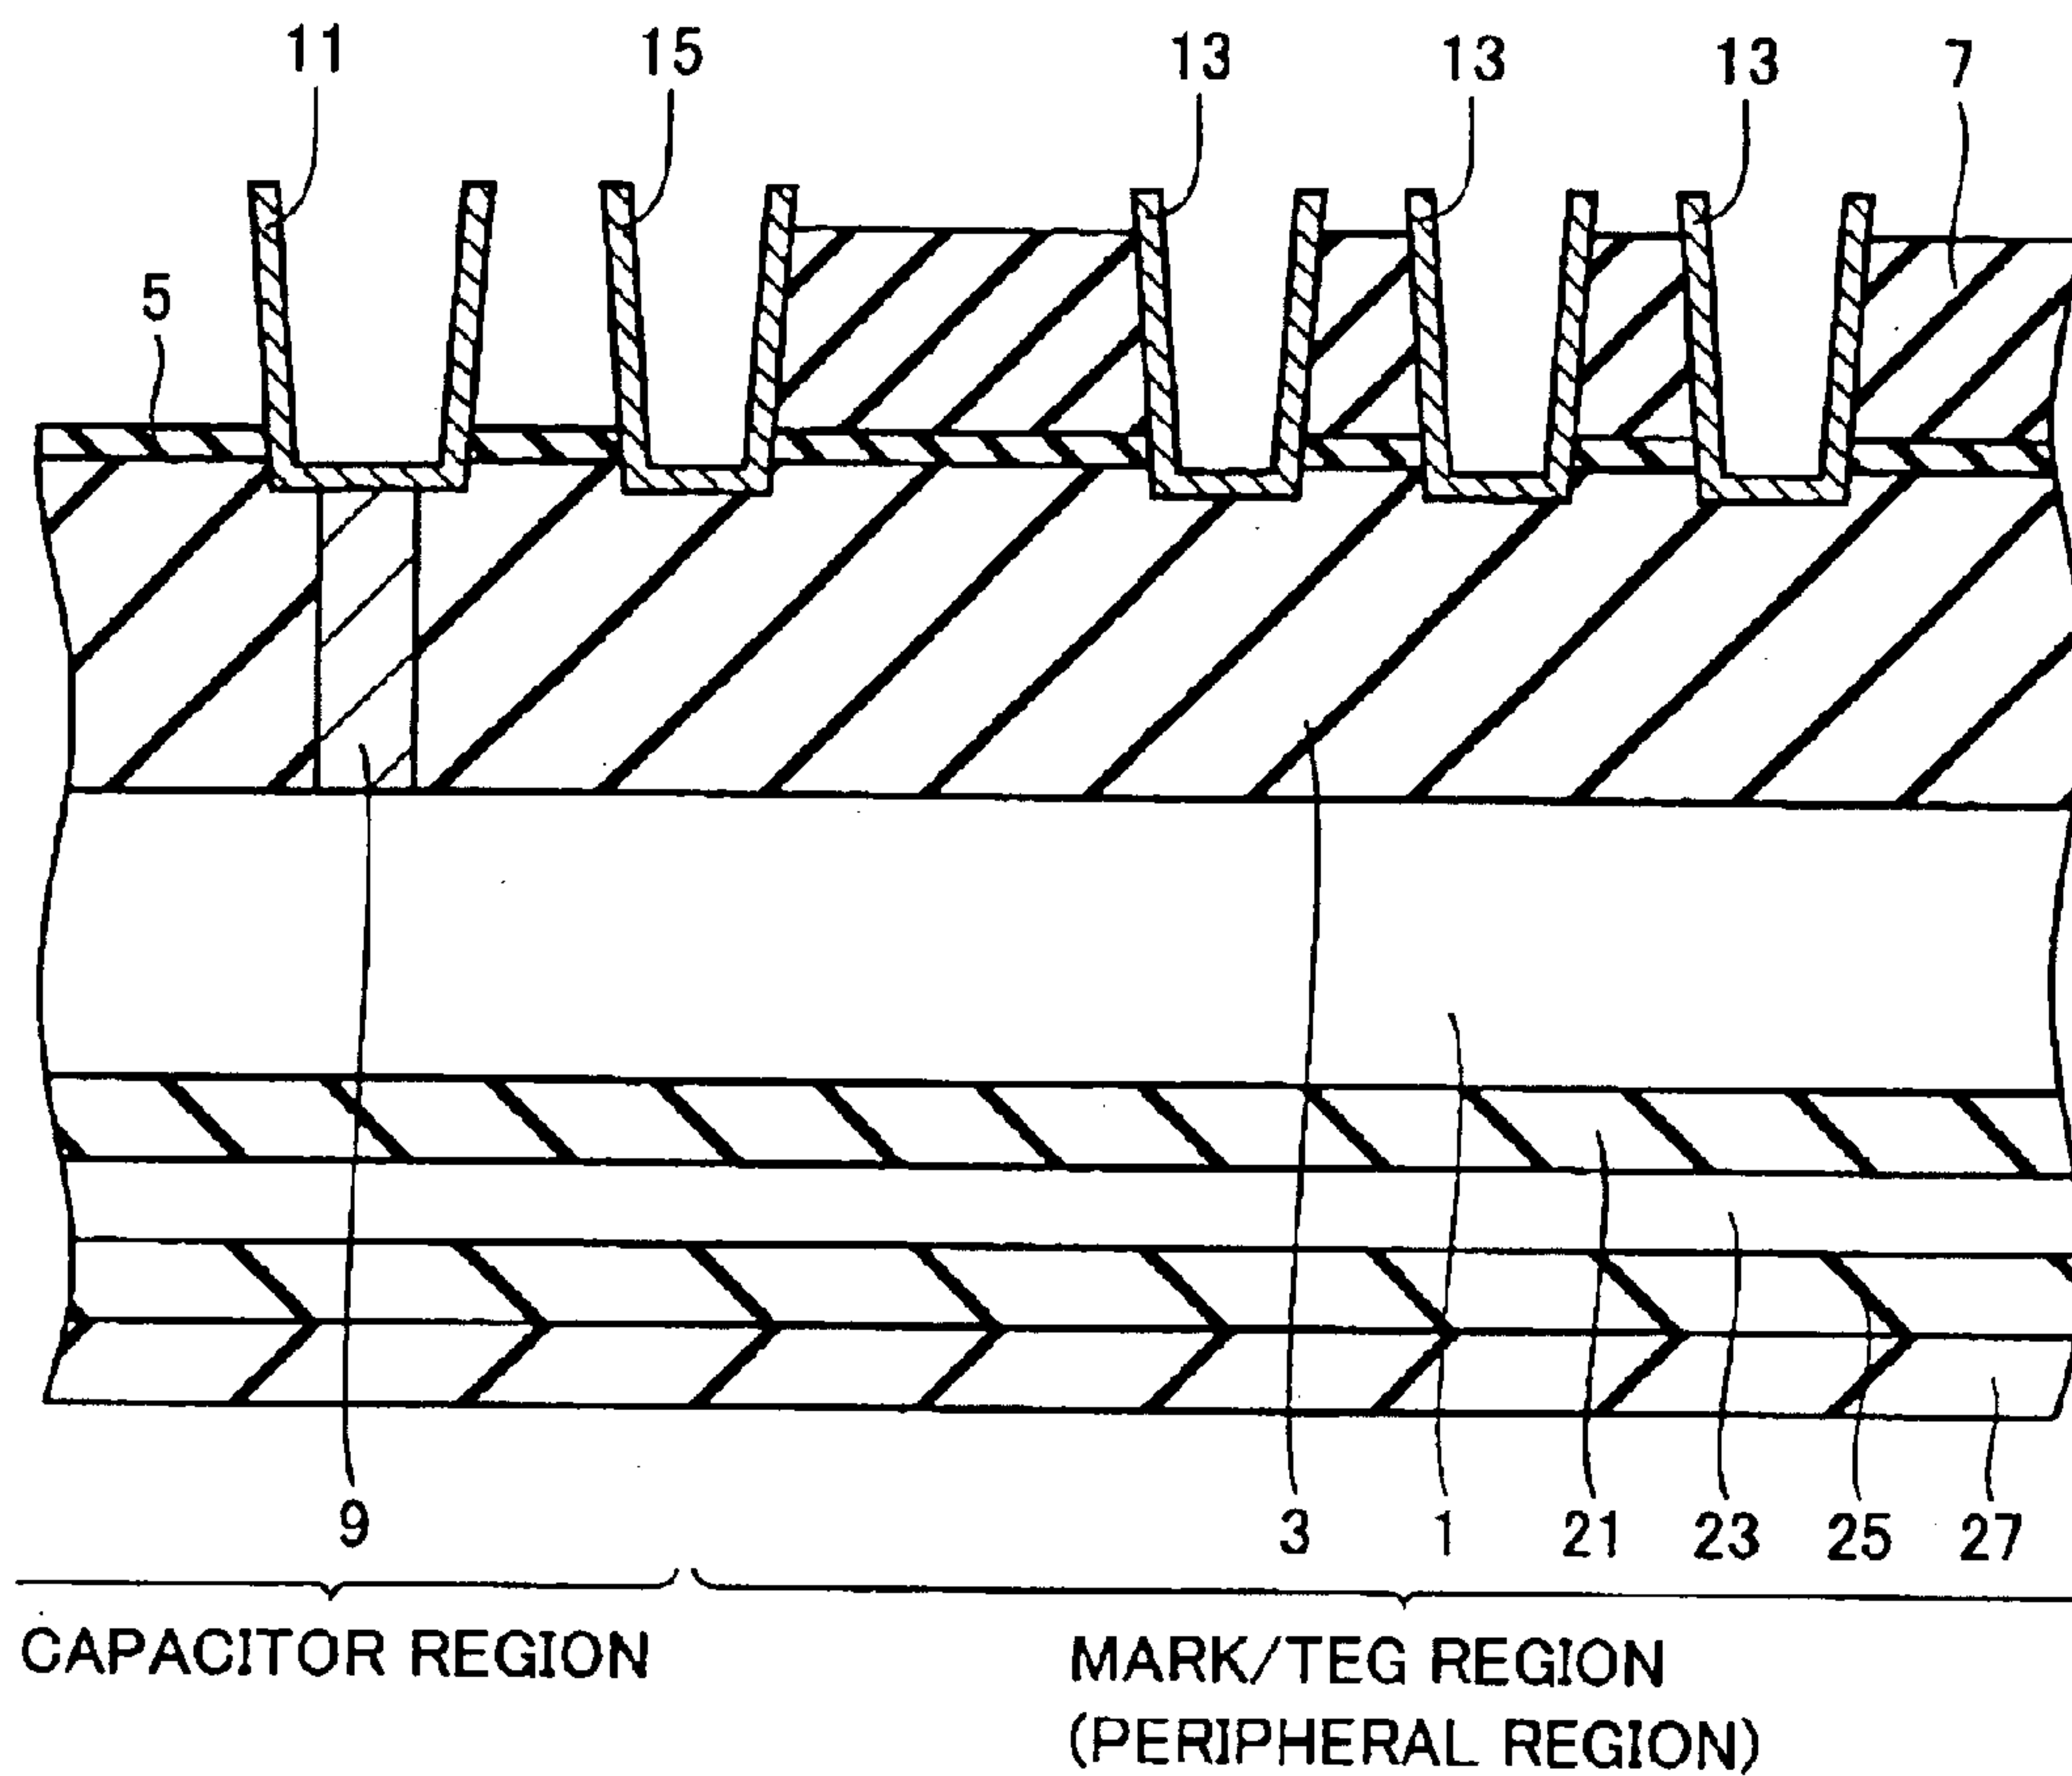 11 15 13 13 13 7
5
9 3 1 21 23 25 27
CAPACITOR REGION MARK/TEG REGION
(PERIPHERAL REGION)